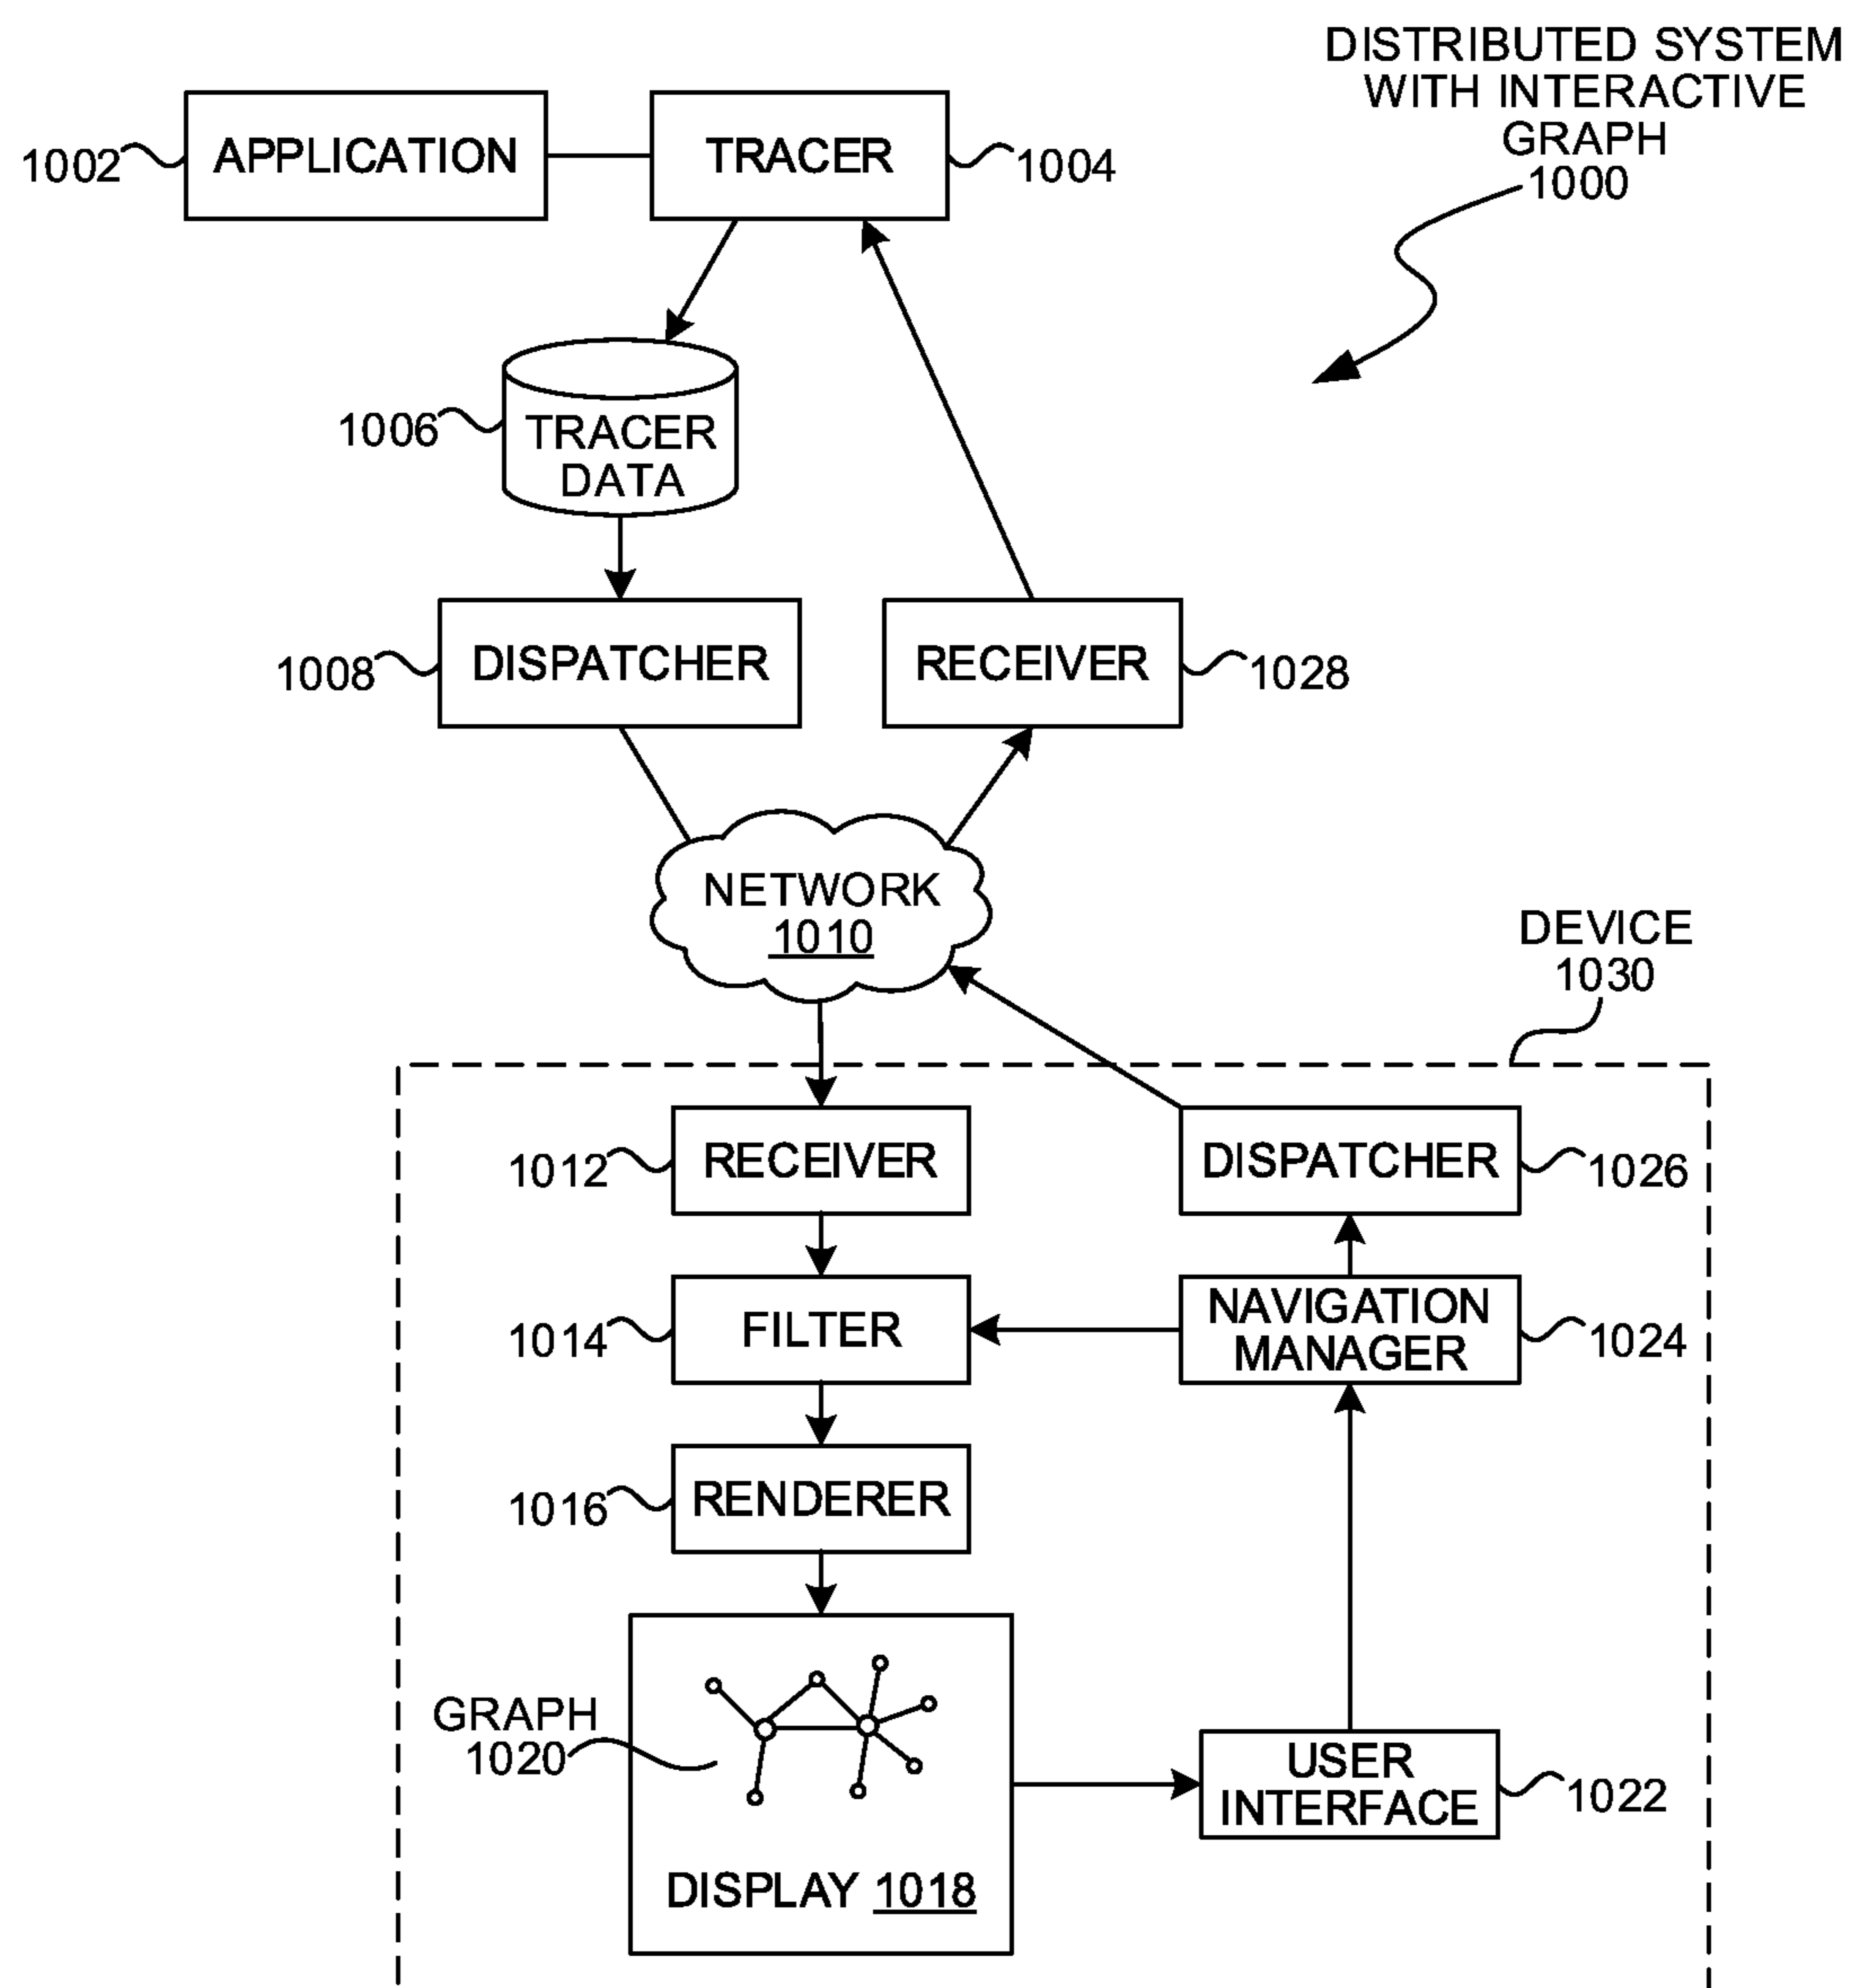 DISTRIBUTED SYSTEM
WITH INTERACTIVE
GRAPH
1000
1002
APPLICATION
TRACER
1004
1006
TRACER
DATA
1008
DISPATCHER
RECEIVER
1028
NETWORK
1010
DEVICE
1030
1012
RECEIVER
DISPATCHER
1026
1014
FILTER
NAVIGATION
MANAGER
1024
1016
RENDERER
GRAPH
1020
USER
INTERFACE
1022
DISPLAY 1018